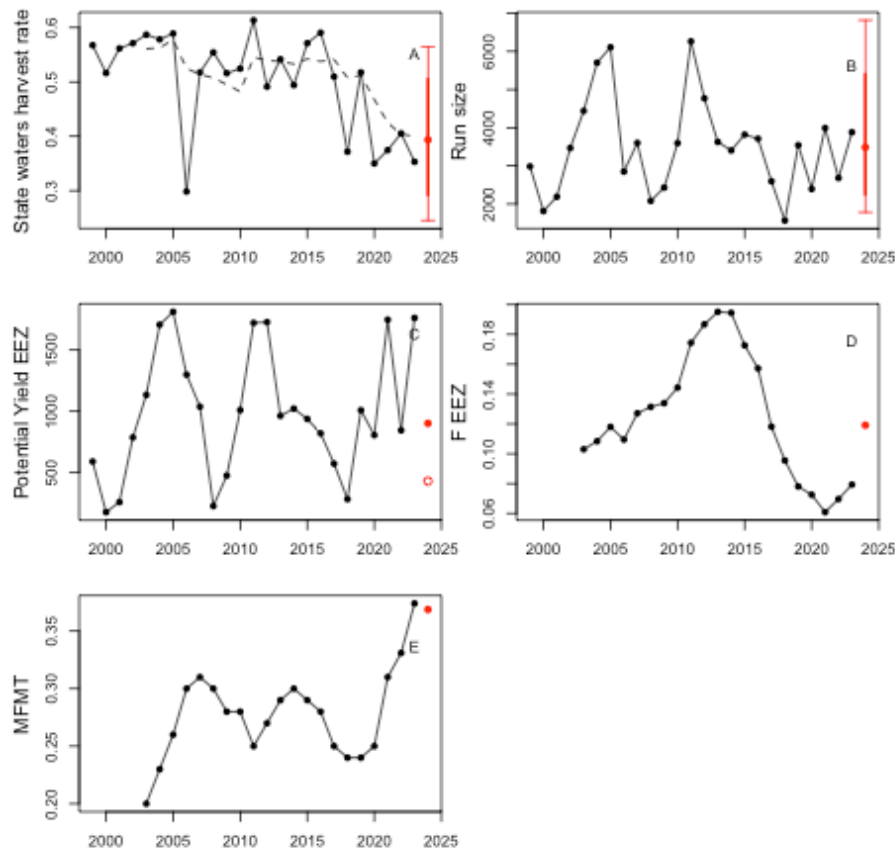 State waters harvest rate
0.6
0.5
0.4
0.3
A
2000 2005 2010 2015 2020 2025
Run size
6000
4000
2000
B
2000 2005 2010 2015 2020 2025
Potential Yield EEZ
1500
1000
500
C
2000 2005 2010 2015 2020 2025
F EEZ
0.18
0.14
0.10
0.06
D
2000 2005 2010 2015 2020 2025
MFMT
0.35
0.30
0.25
0.20
E
2000 2005 2010 2015 2020 2025